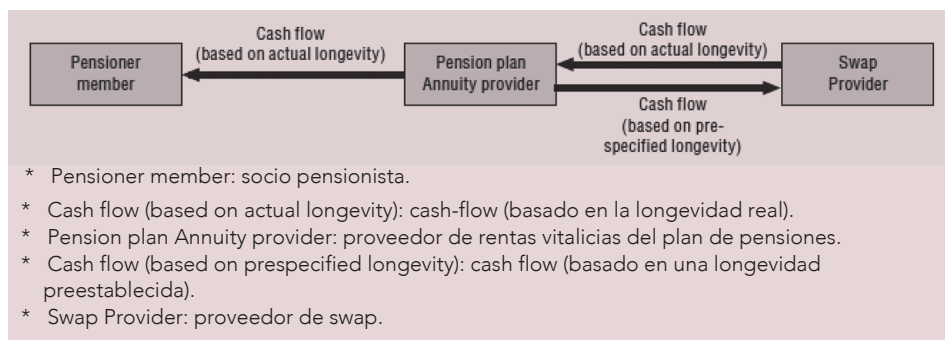 Cash flow
(based on actual longevity)
Cash flow
(based on actual longevity)
Pensioner
member
Pension plan
Annuity provider
Swap
Provider
Cash flow
(based on pre-
specified longevity)
* Pensioner member: socio pensionista.
* Cash flow (based on actual longevity): cash-flow (basado en la longevidad real).
* Pension plan Annuity provider: proveedor de rentas vitalicias del plan de pensiones.
* Cash flow (based on prespecified longevity): cash flow (basado en una longevidad
preestablecida).
* Swap Provider: proveedor de swap.